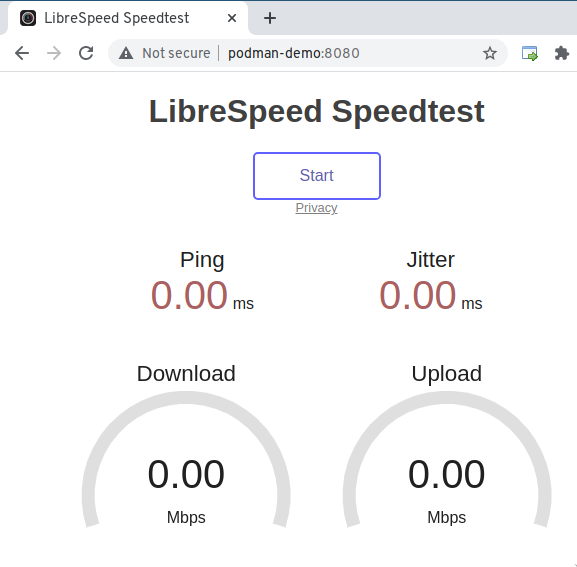 LibreSpeed Speedtest
Not secure | podman-demo:8080
LibreSpeed Speedtest
Start
Privacy
Ping Jitter
0.00 ms 0.00 ms
Download Upload
0.00 0.00
Mbps Mbps